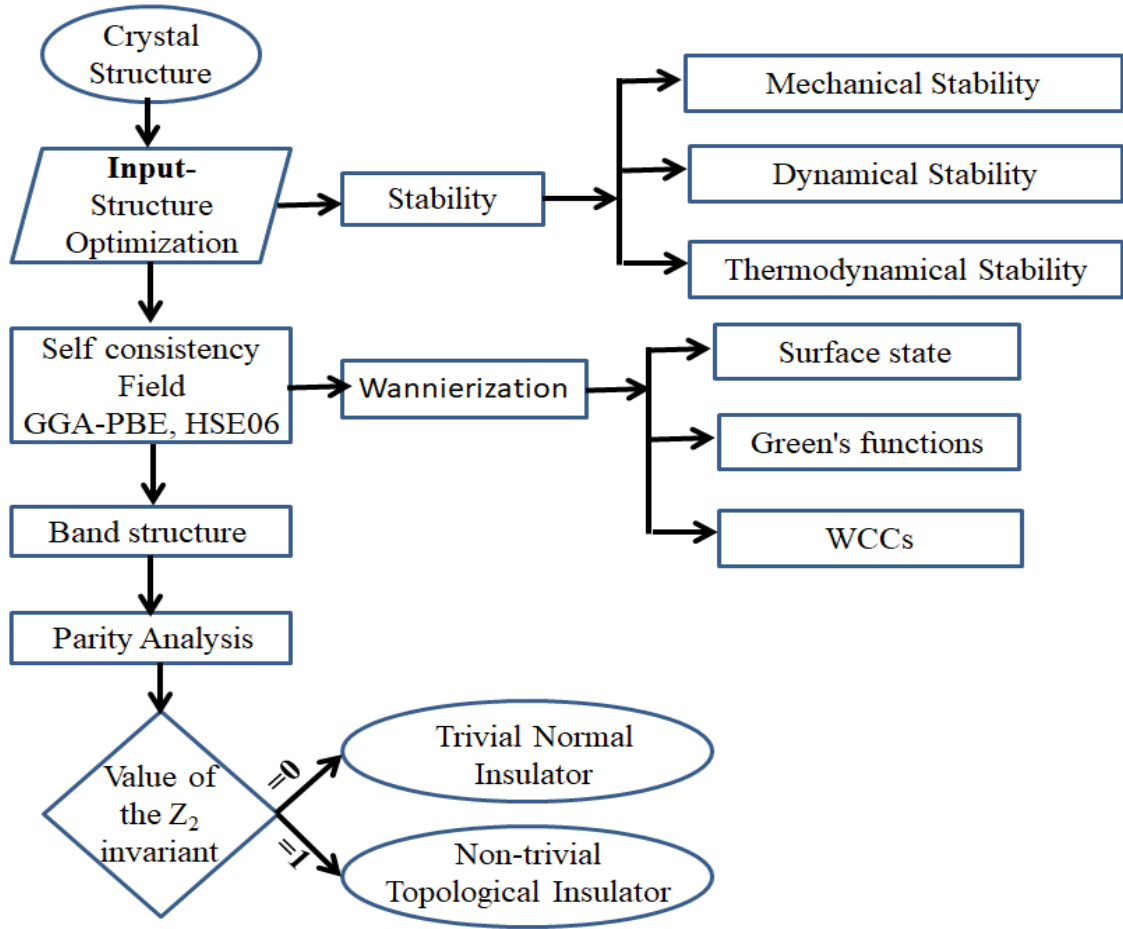 Crystal
Structure
Input-
Structure
Optimization
Stability
Mechanical Stability
Dynamical Stability
Thermodynamical Stability
Self consistency
Field
GGA-PBE, HSE06
Wannierization
Surface state
Green's functions
WCCs
Band structure
Parity Analysis
Value of
the Z₂
invariant
=0
Trivial Normal
Insulator
=1
Non-trivial
Topological Insulator